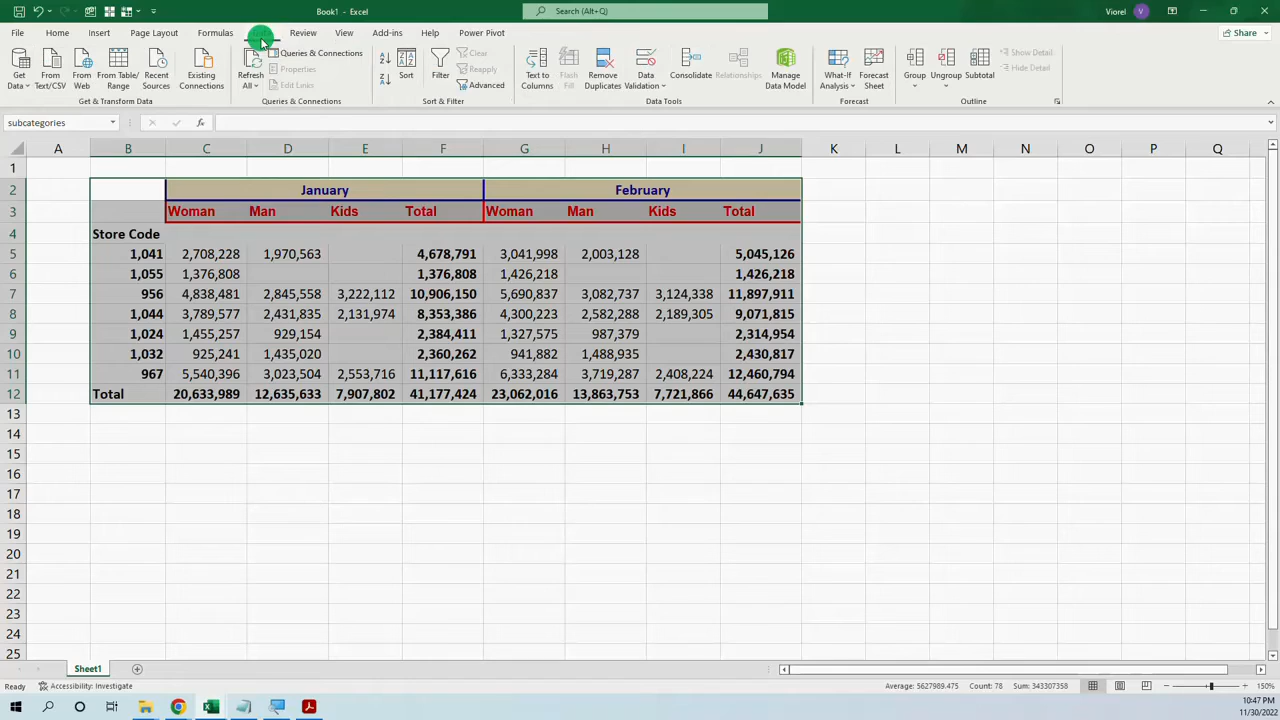 Book1 - Excel
Search (Alt+Q)
Viorel V
File Home Insert Page Layout Formulas Review View Add-ins Help Power Pivot Share
Get Data From Text/CSV From Web From Table/ Range Recent Sources Existing Connections
Get & Transform Data
Refresh All Queries & Connections Properties Edit Links
Queries & Connections
Sort Filter Clear Reapply Advanced
Sort & Filter
Text to Columns Flash Fill Remove Duplicates Data Validation Consolidate Relationships Manage Data Model
Data Tools
What-If Analysis Forecast Sheet
Forecast
Group Ungroup Subtotal Show Detail Hide Detail
Outline
subcategories fx
A B C D E F G H I J K L M N O P Q
1
2 January February
3 Woman Man Kids Total Woman Man Kids Total
4 Store Code
5 1,041 2,708,228 1,970,563 4,678,791 3,041,998 2,003,128 5,045,126
6 1,055 1,376,808 1,376,808 1,426,218 1,426,218
7 956 4,838,481 2,845,558 3,222,112 10,906,150 5,690,837 3,082,737 3,124,338 11,897,911
8 1,044 3,789,577 2,431,835 2,131,974 8,353,386 4,300,223 2,582,288 2,189,305 9,071,815
9 1,024 1,455,257 929,154 2,384,411 1,327,575 987,379 2,314,954
10 1,032 925,241 1,435,020 2,360,262 941,882 1,488,935 2,430,817
11 967 5,540,396 3,023,504 2,553,716 11,117,616 6,333,284 3,719,287 2,408,224 12,460,794
12 Total 20,633,989 12,635,633 7,907,802 41,177,424 23,062,016 13,863,753 7,721,866 44,647,635
13
14
15
16
17
18
19
20
21
22
23
24
25
Sheet1
Ready Accessibility: Investigate Average: 5627989.475 Count: 78 Sum: 343307358 150%
10:47 PM
11/30/2022